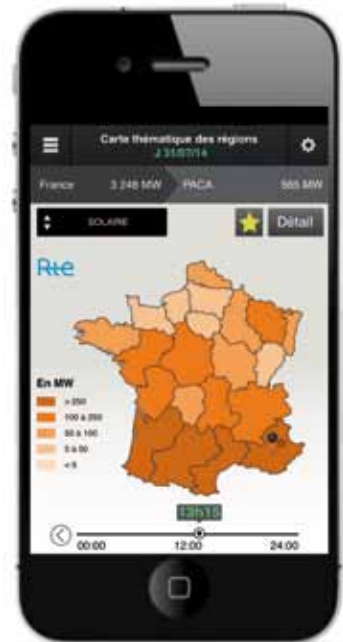 Carte thématique des régions
J 31/07/14
France 3 248 MW PACA 565 MW
SOLAIRE
Détail
Rte
En MW
> 250
100 à 250
50 à 100
5 à 50
< 5
13h15
00:00 12:00 24:00